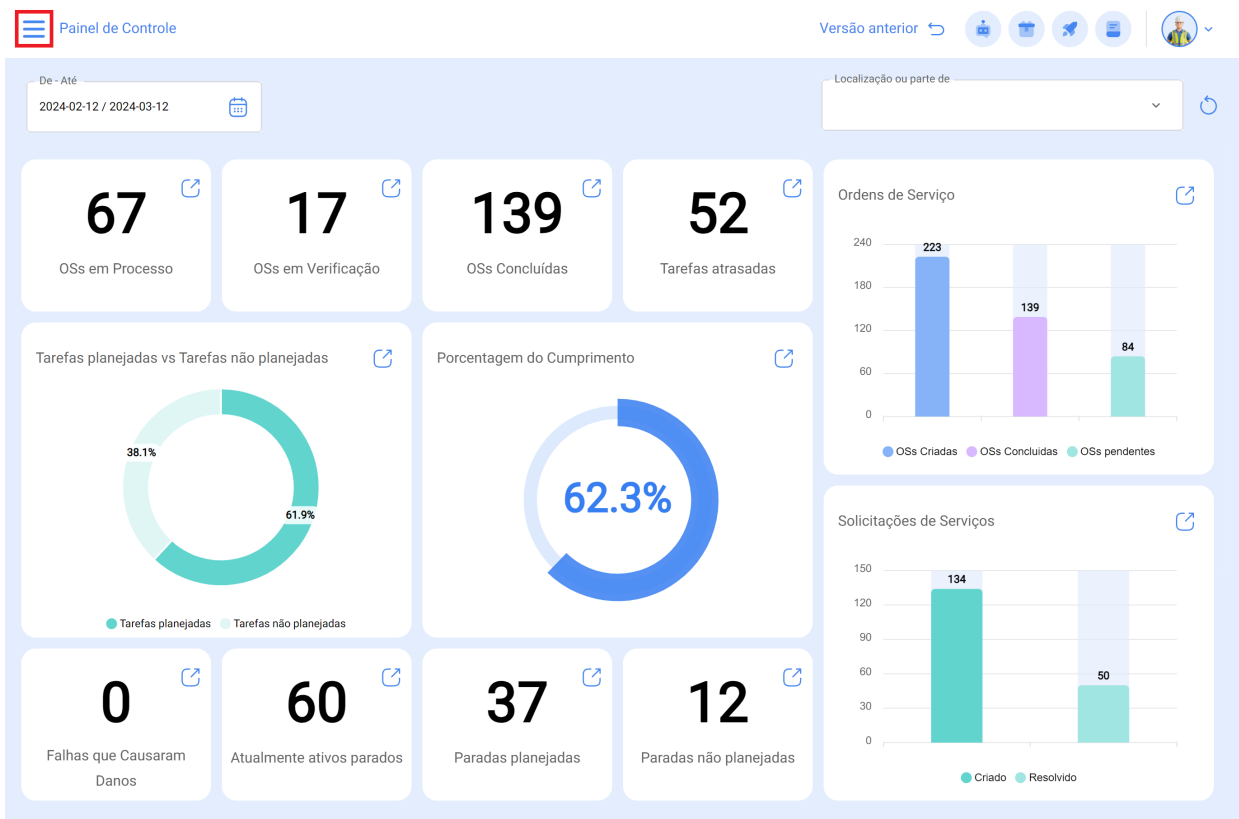 Painel de Controle
Versão anterior
De - Até
2024-02-12 / 2024-03-12
Localização ou parte de
67
OSs em Processo
17
OSs em Verificação
139
OSs Concluídas
52
Tarefas atrasadas
Ordens de Serviço
240
180
120
60
0
223
139
84
OSs Criadas
OSs Concluidas
OSs pendentes
Tarefas planejadas vs Tarefas não planejadas
38.1%
61.9%
Tarefas planejadas
Tarefas não planejadas
Porcentagem do Cumprimento
62.3%
Solicitações de Serviços
150
120
90
60
30
0
134
50
Criado
Resolvido
0
Falhas que Causaram
Danos
60
Atualmente ativos parados
37
Paradas planejadas
12
Paradas não planejadas